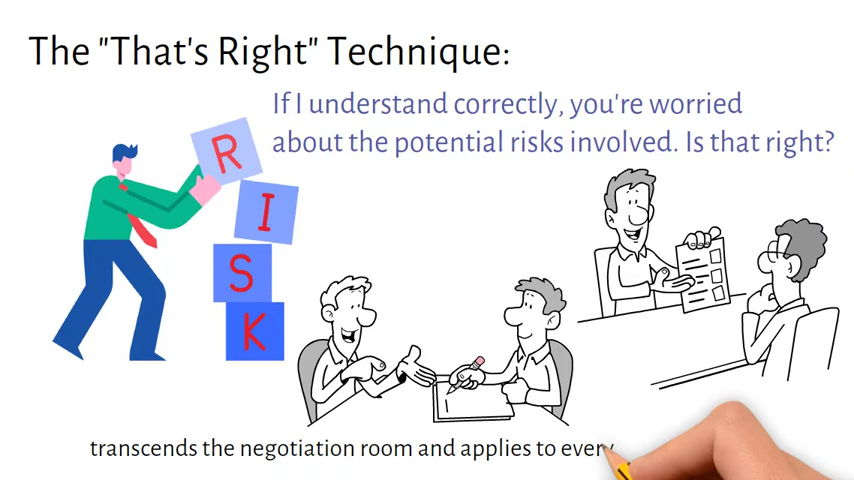 The "That's Right" Technique:
If I understand correctly, you're worried
about the potential risks involved. Is that right?
R
I
S
K
transcends the negotiation room and applies to every